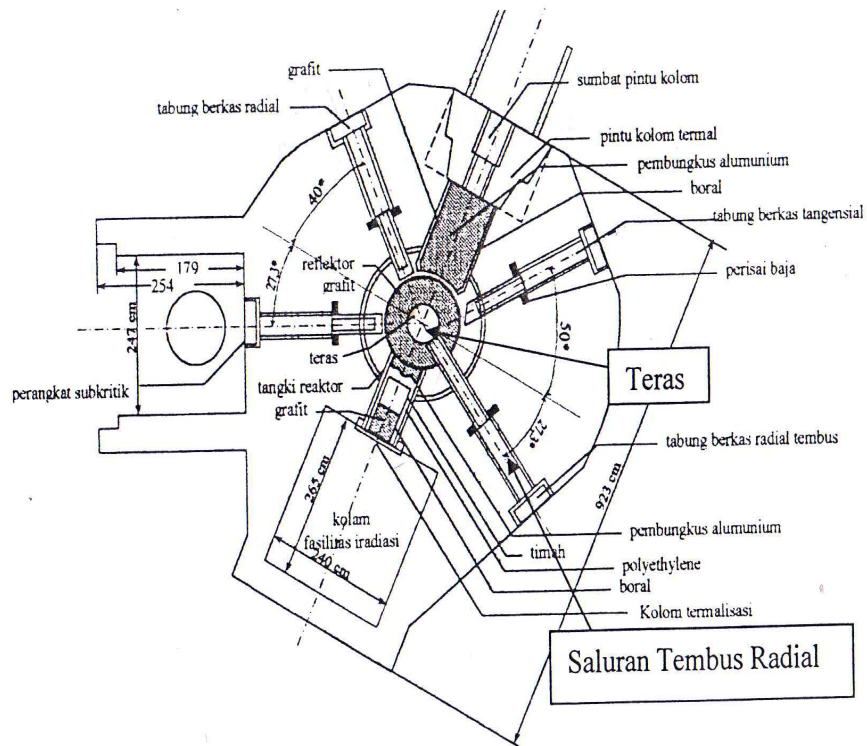 grafit
sumbat pintu kolom
tabung berkas radial
pintu kolom termal
pembungkus alumunium
boral
tabung berkas tangensial
perisai baja
40°
27,3°
reflektor
grafit
179
254
247 cm
50°
teras
Teras
perangkat subkritik
tangki reaktor
grafit
27,3°
tabung berkas radial tembus
923 cm
265 cm
kolam
fasilitas iradiasi
240 cm
pembungkus alumunium
timah
polyethylene
boral
Kolom termalisasi
Saluran Tembus Radial